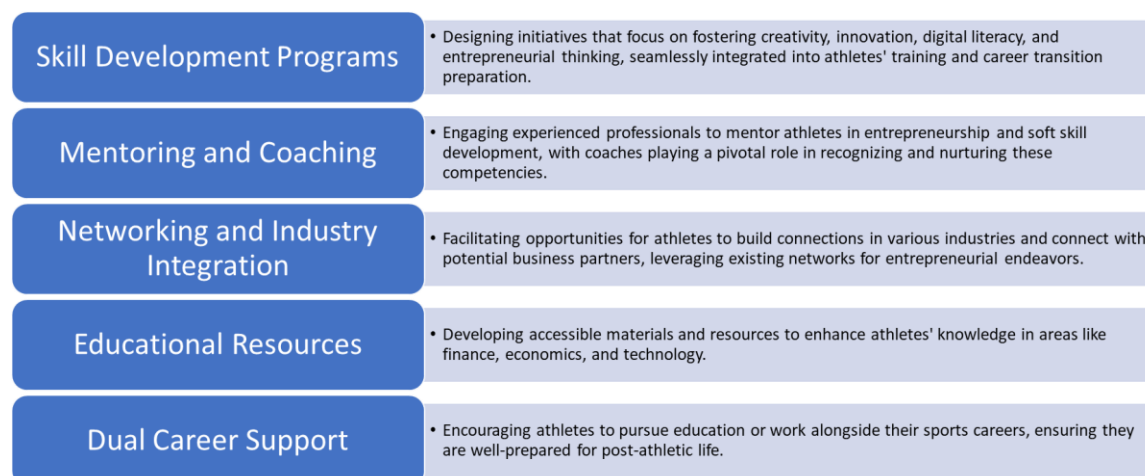 Skill Development Programs
• Designing initiatives that focus on fostering creativity, innovation, digital literacy, and
entrepreneurial thinking, seamlessly integrated into athletes' training and career transition
preparation.
Mentoring and Coaching
• Engaging experienced professionals to mentor athletes in entrepreneurship and soft skill
development, with coaches playing a pivotal role in recognizing and nurturing these
competencies.
Networking and Industry
Integration
• Facilitating opportunities for athletes to build connections in various industries and connect with
potential business partners, leveraging existing networks for entrepreneurial endeavors.
Educational Resources
• Developing accessible materials and resources to enhance athletes' knowledge in areas like
finance, economics, and technology.
Dual Career Support
• Encouraging athletes to pursue education or work alongside their sports careers, ensuring they
are well-prepared for post-athletic life.